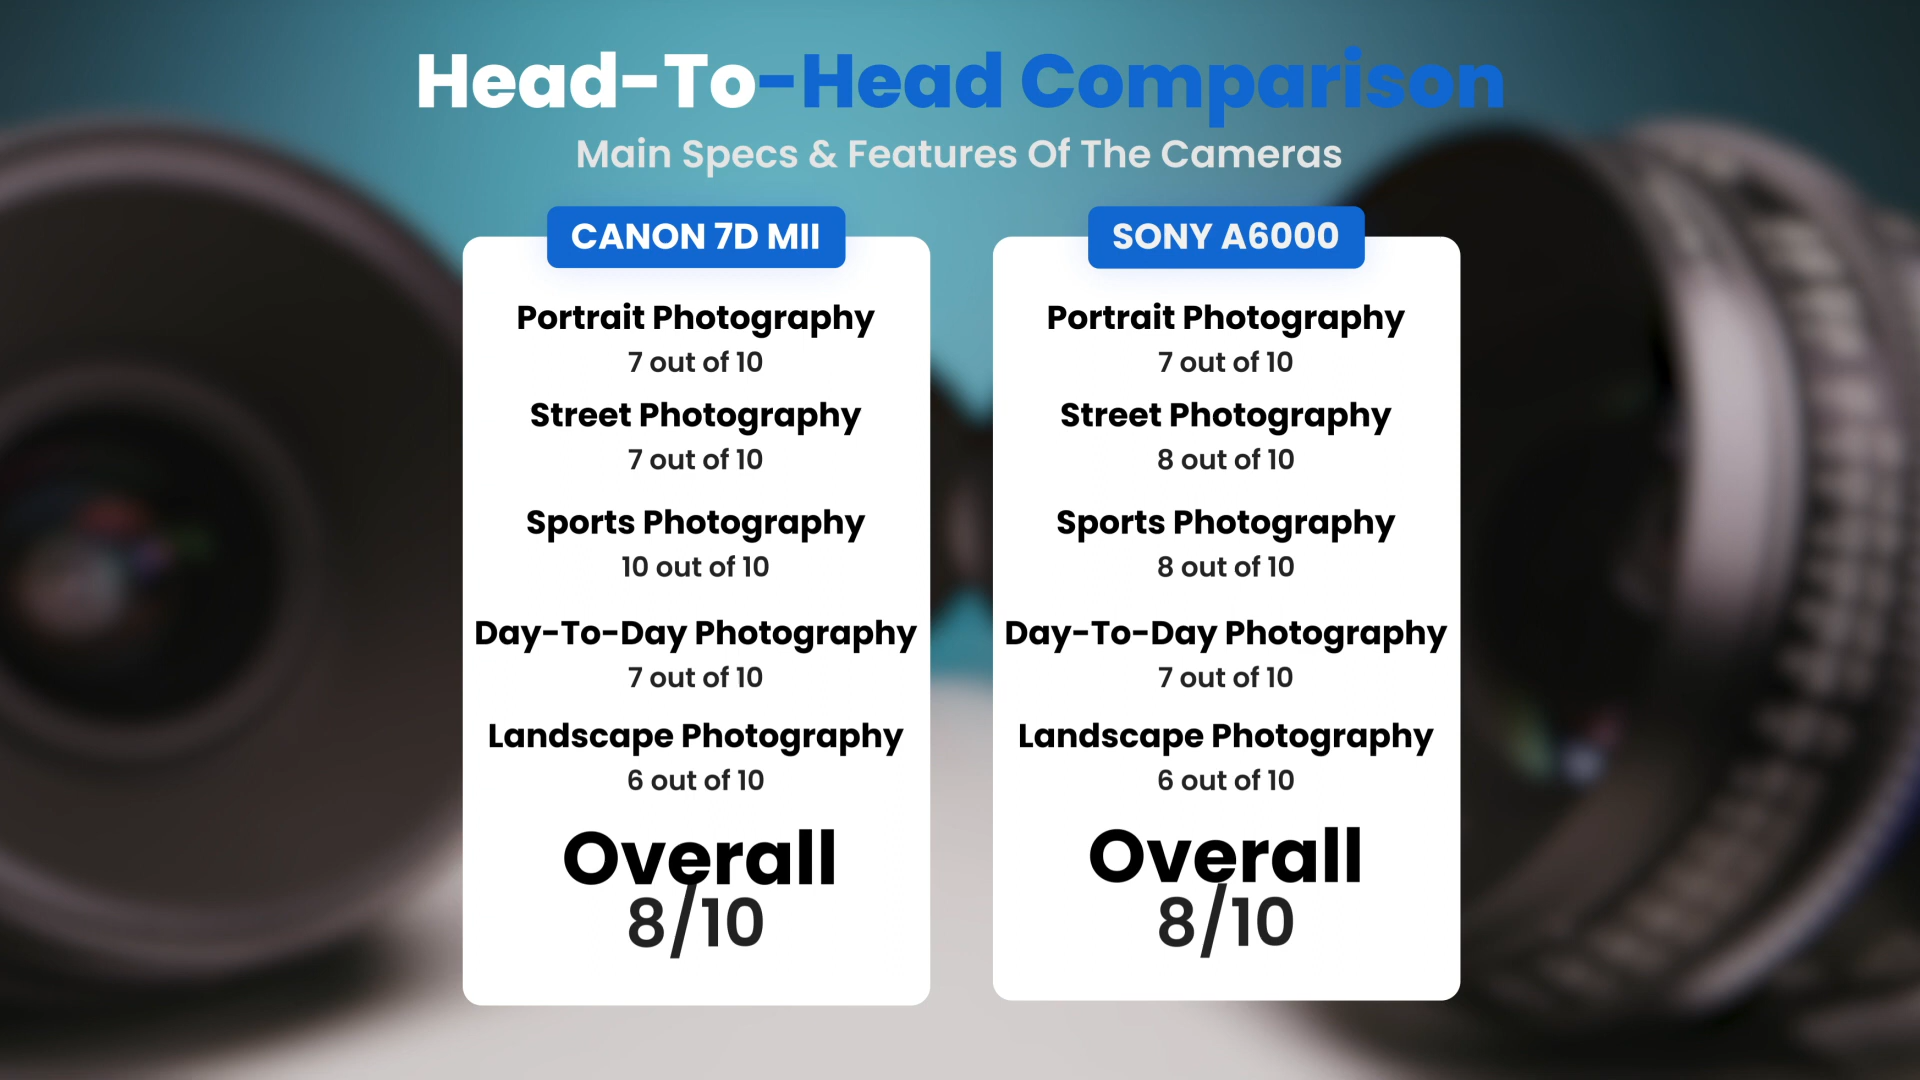 Head-To-Head Comparison
Main Specs & Features Of The Cameras
CANON 7D MII
Portrait Photography
7 out of 10
Street Photography
7 out of 10
Sports Photography
10 out of 10
Day-To-Day Photography
7 out of 10
Landscape Photography
6 out of 10
Overall
8/10
SONY A6000
Portrait Photography
7 out of 10
Street Photography
8 out of 10
Sports Photography
8 out of 10
Day-To-Day Photography
7 out of 10
Landscape Photography
6 out of 10
Overall
8/10